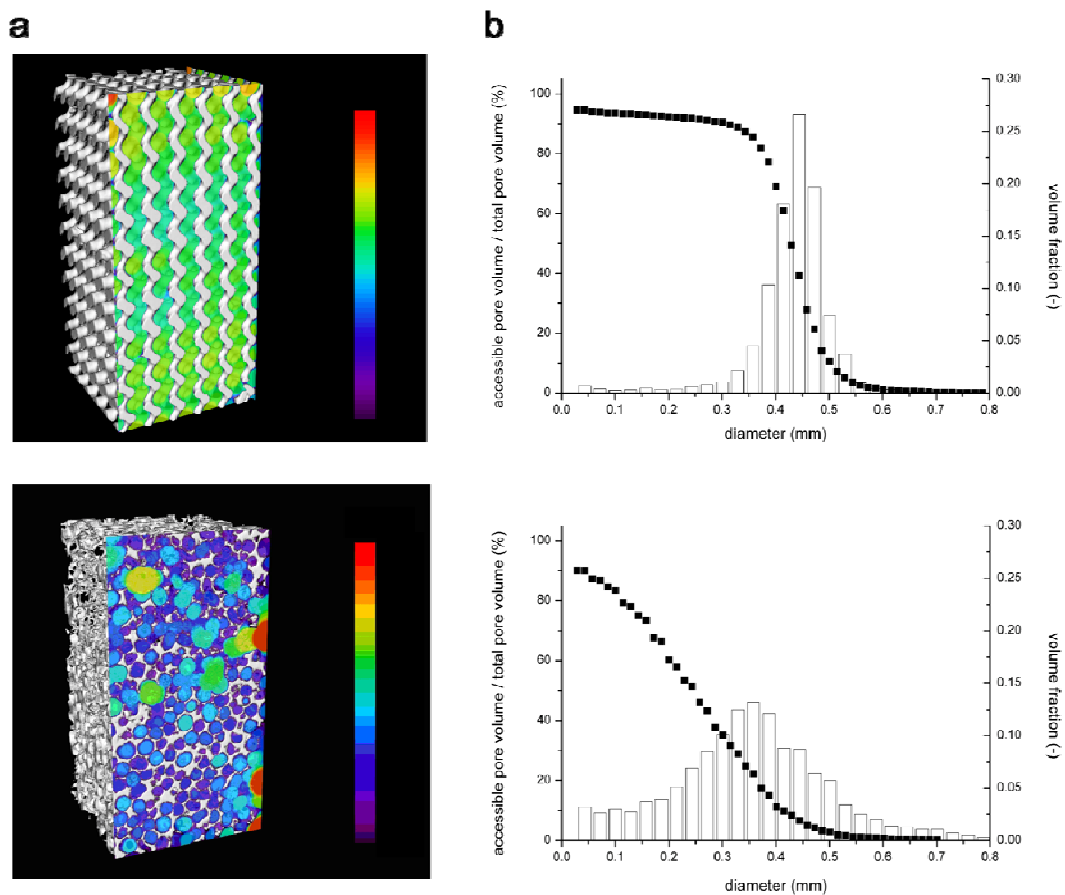 a
b
accessible pore volume / total pore volume (%)
100
80
60
40
20
0
0.30
0.25
0.20
0.15
0.10
0.05
0.00
volume fraction (-)
0.0 0.1 0.2 0.3 0.4 0.5 0.6 0.7 0.8
diameter (mm)
accessible pore volume / total pore volume (%)
100
80
60
40
20
0
0.30
0.25
0.20
0.15
0.10
0.05
0.00
volume fraction (-)
0.0 0.1 0.2 0.3 0.4 0.5 0.6 0.7 0.8
diameter (mm)